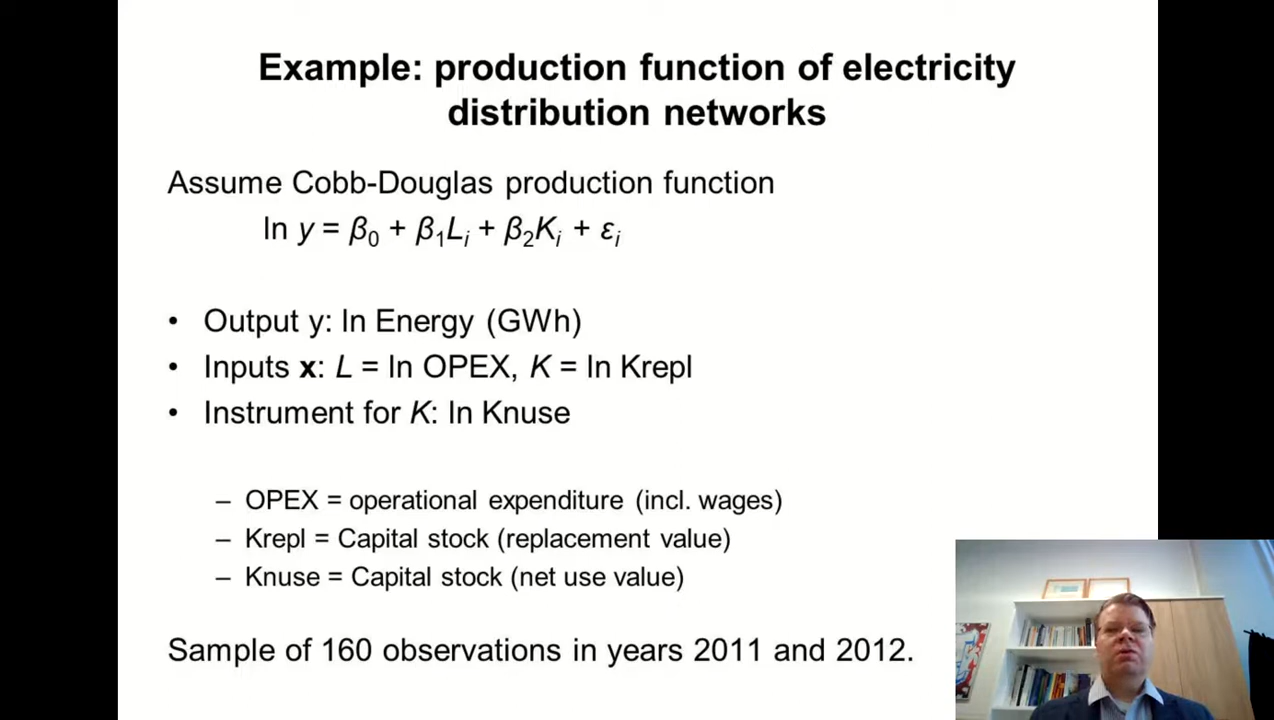 Example: production function of electricity
distribution networks
Assume Cobb-Douglas production function
ln y = β₀ + β₁Lᵢ + β₂Kᵢ + εᵢ
• Output y: ln Energy (GWh)
• Inputs x: L = ln OPEX, K = ln Krepl
• Instrument for K: ln Knuse
– OPEX = operational expenditure (incl. wages)
– Krepl = Capital stock (replacement value)
– Knuse = Capital stock (net use value)
Sample of 160 observations in years 2011 and 2012.